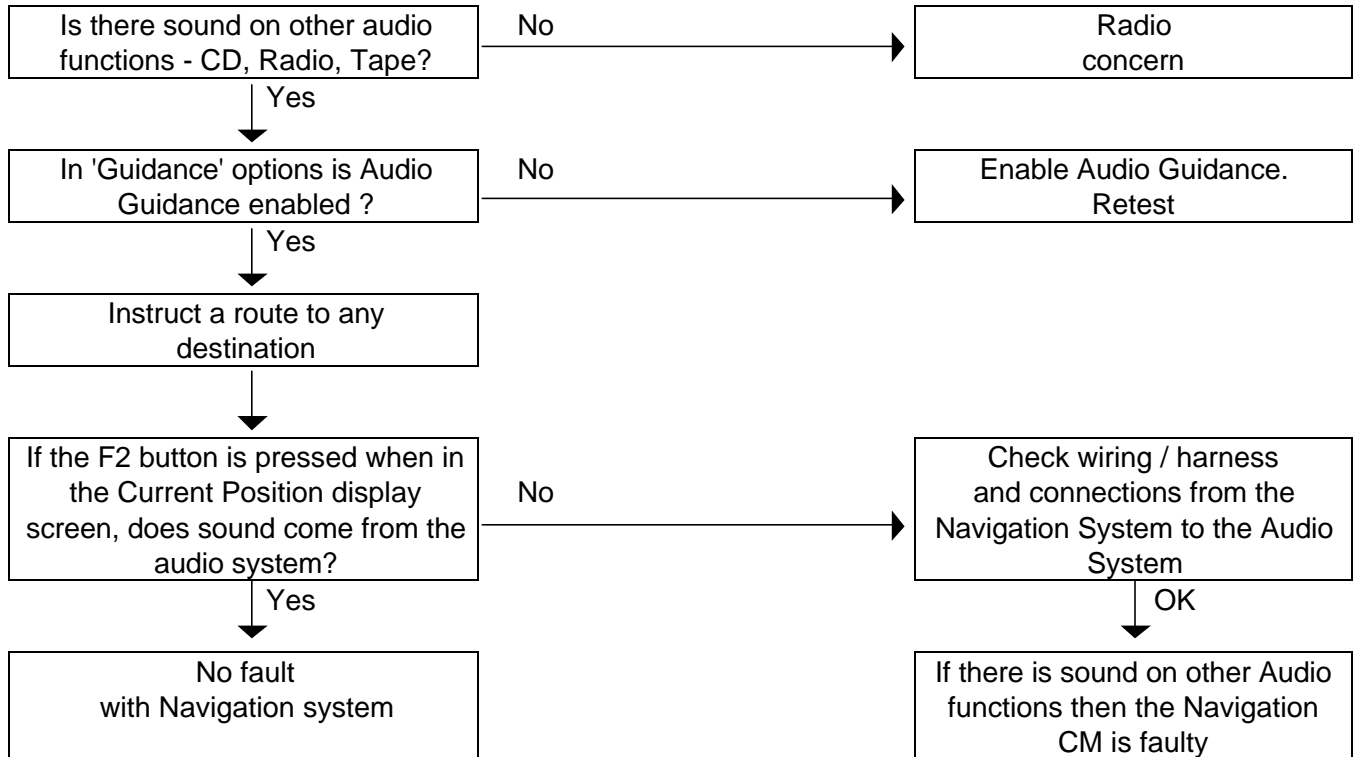 Is there sound on other audio
functions - CD, Radio, Tape?
No
Radio
concern
Yes
In 'Guidance' options is Audio
Guidance enabled ?
No
Enable Audio Guidance.
Retest
Yes
Instruct a route to any
destination
If the F2 button is pressed when in
the Current Position display
screen, does sound come from the
audio system?
No
Check wiring / harness
and connections from the
Navigation System to the Audio
System
Yes
OK
No fault
with Navigation system
If there is sound on other Audio
functions then the Navigation
CM is faulty